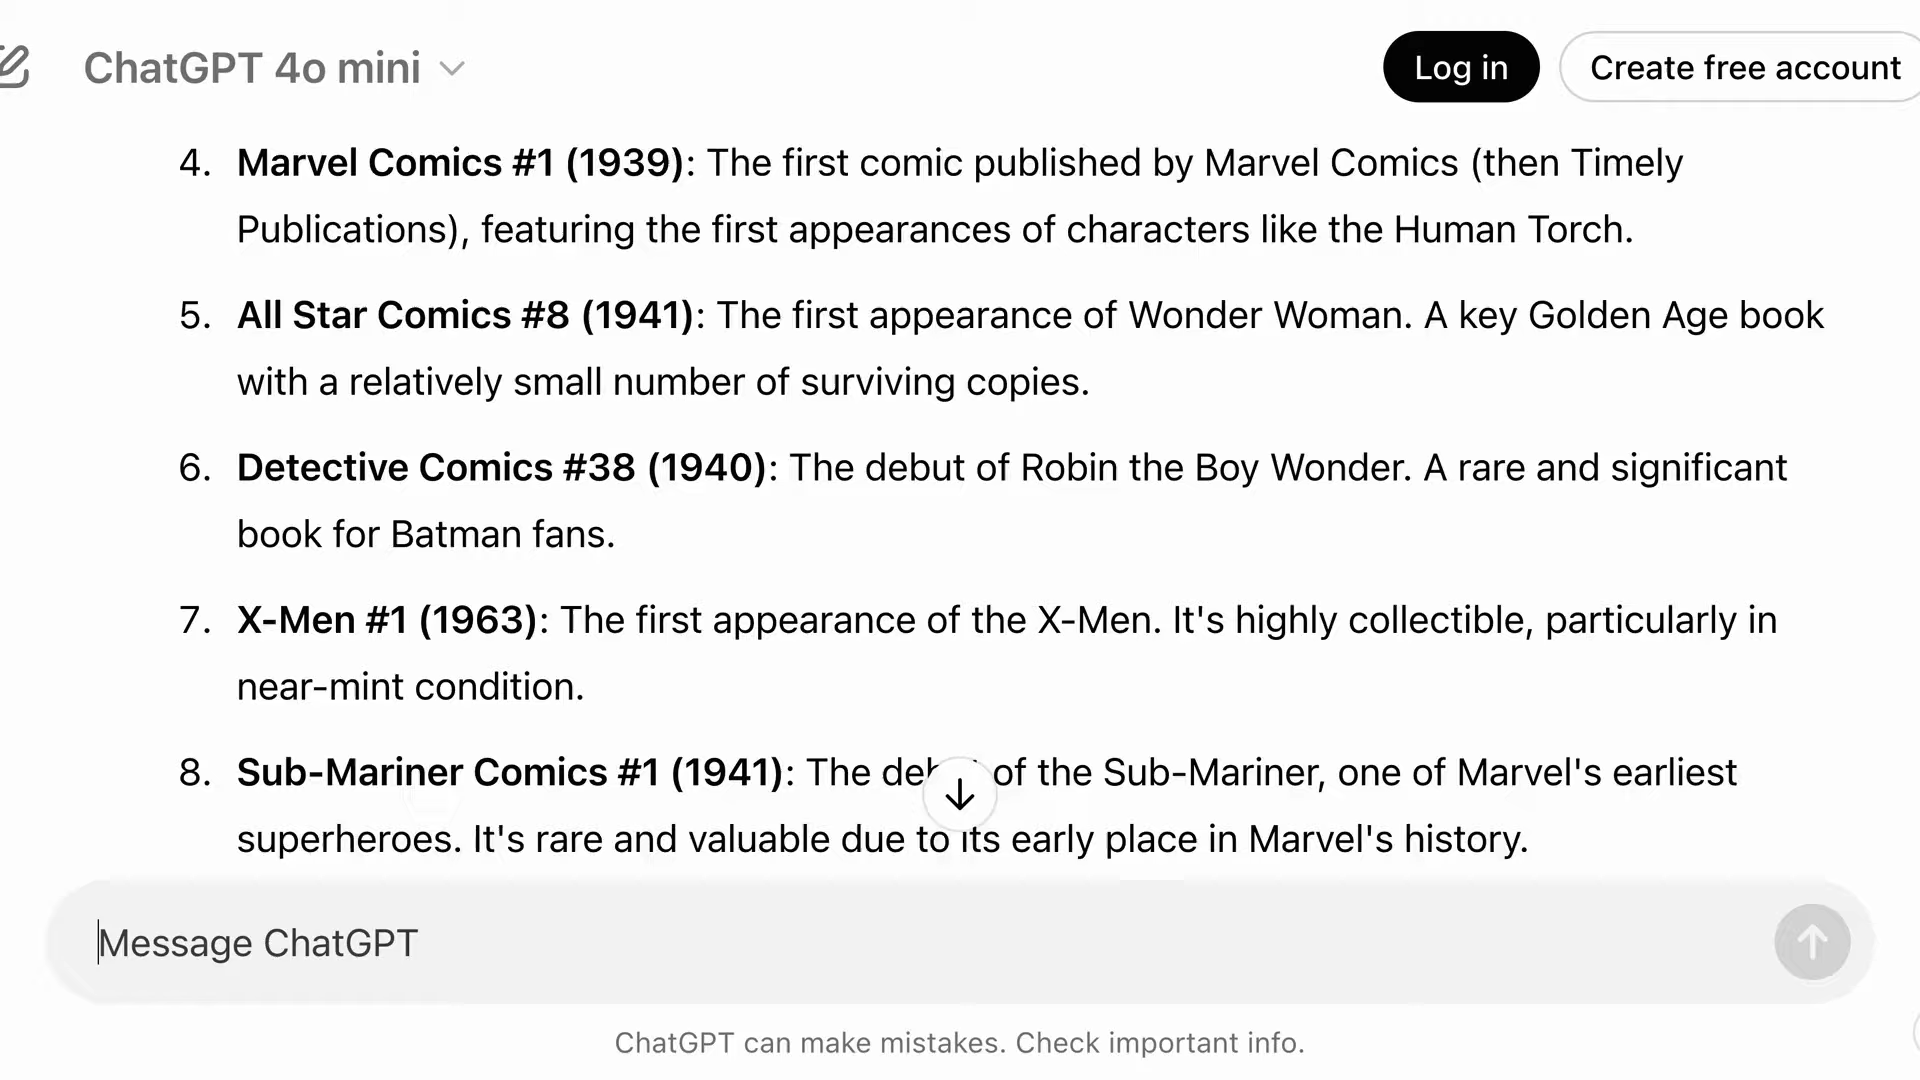 ChatGPT 4o mini
Log in
Create free account
4. Marvel Comics #1 (1939): The first comic published by Marvel Comics (then Timely
Publications), featuring the first appearances of characters like the Human Torch.
5. All Star Comics #8 (1941): The first appearance of Wonder Woman. A key Golden Age book
with a relatively small number of surviving copies.
6. Detective Comics #38 (1940): The debut of Robin the Boy Wonder. A rare and significant
book for Batman fans.
7. X-Men #1 (1963): The first appearance of the X-Men. It's highly collectible, particularly in
near-mint condition.
8. Sub-Mariner Comics #1 (1941): The debut of the Sub-Mariner, one of Marvel's earliest
superheroes. It's rare and valuable due to its early place in Marvel's history.
Message ChatGPT
ChatGPT can make mistakes. Check important info.